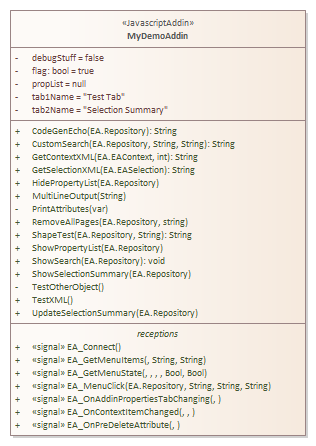 «JavascriptAddin»
MyDemoAddin
- debugStuff = false
- flag: bool = true
- propList = null
- tab1Name = "Test Tab"
- tab2Name = "Selection Summary"
+ CodeGenEcho(EA.Repository): String
+ CustomSearch(EA.Repository, String, String): String
+ GetContextXML(EA.EAContext, int): String
+ GetSelectionXML(EA.EASelection): String
+ HidePropertyList(EA.Repository)
+ MultiLineOutput(String)
- PrintAttributes(var)
+ RemoveAllPages(EA.Repository, string)
+ ShapeTest(EA.Repository, String): String
+ ShowPropertyList(EA.Repository)
+ ShowSearch(EA.Repository): void
+ ShowSelectionSummary(EA.Repository)
- TestOtherObject()
+ TestXML()
+ UpdateSelectionSummary(EA.Repository)
receptions
+ «signal» EA_Connect()
+ «signal» EA_GetMenuItems(, String, String)
+ «signal» EA_GetMenuState(, , , , Bool, Bool)
+ «signal» EA_MenuClick(EA.Repository, String, String, String)
+ «signal» EA_OnAddinPropertiesTabChanging(, )
+ «signal» EA_OnContextItemChanged(, , )
+ «signal» EA_OnPreDeleteAttribute(, )